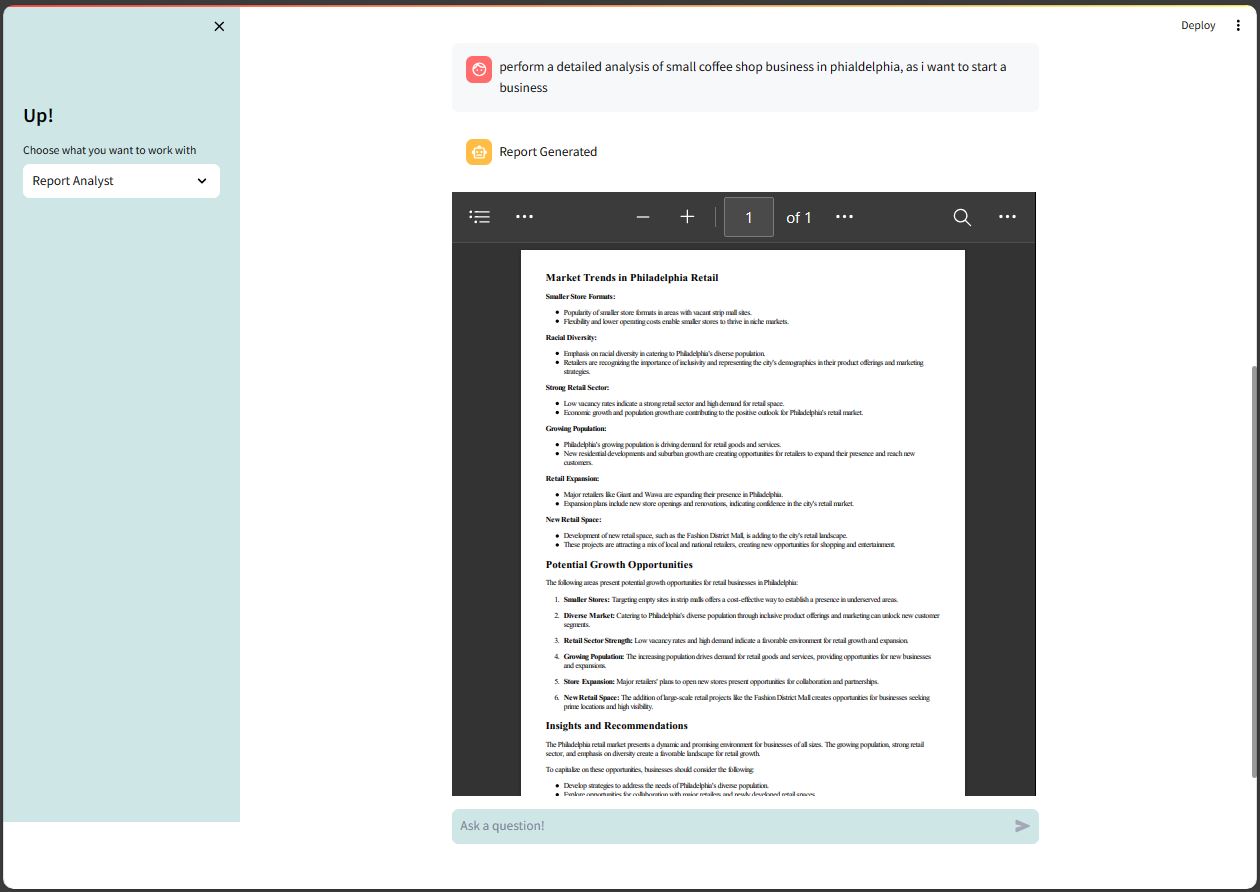 Deploy
Up!
Choose what you want to work with
Report Analyst
perform a detailed analysis of small coffee shop business in phialdelphia, as i want to start a
business
Report Generated
1 of 1
Market Trends in Philadelphia Retail
Smaller Store Formats:
Popularity of smaller store formats in areas with vacant strip mall sites.
Flexibility and lower operating costs enable smaller stores to thrive in niche markets.
Racial Diversity:
Emphasis on racial diversity in catering to Philadelphia's diverse population.
Retailers are recognizing the importance of inclusivity and representing the city's demographics in their product offerings and marketing
strategies.
Strong Retail Sector:
Low vacancy rates indicate a strong retail sector and high demand for retail space.
Economic growth and population growth are contributing to the positive outlook for Philadelphia's retail market.
Growing Population:
Philadelphia's growing population is driving demand for retail goods and services.
New residential developments and suburban growth are creating opportunities for retailers to expand their presence and reach new
customers.
Retail Expansion:
Major retailers like Giant and Wawa are expanding their presence in Philadelphia.
Expansion plans include new store openings and renovations, indicating confidence in the city's retail market.
New Retail Space:
Development of new retail space, such as the Fashion District Mall, is adding to the city's retail landscape.
These projects are attracting a mix of local and national retailers, creating new opportunities for shopping and entertainment.
Potential Growth Opportunities
The following areas present potential growth opportunities for retail businesses in Philadelphia:
1. Smaller Stores: Targeting empty sites in strip malls offers a cost-effective way to establish a presence in underserved areas.
2. Diverse Market: Catering to Philadelphia's diverse population through inclusive product offerings and marketing can unlock new customer
segments.
3. Retail Sector Strength: Low vacancy rates and high demand indicate a favorable environment for retail growth and expansion.
4. Growing Population: The increasing population drives demand for retail goods and services, providing opportunities for new businesses
and expansions.
5. Store Expansion: Major retailers' plans to open new stores present opportunities for collaboration and partnerships.
6. New Retail Space: The addition of large-scale retail projects like the Fashion District Mall creates opportunities for businesses seeking
prime locations and high visibility.
Insights and Recommendations
The Philadelphia retail market presents a dynamic and promising environment for businesses of all sizes. The growing population, strong retail
sector, and emphasis on diversity create a favorable landscape for retail growth.
To capitalize on these opportunities, businesses should consider the following:
Develop strategies to address the needs of Philadelphia's diverse population.
Explore opportunities for collaboration with major retailers and newly developed retail spaces.
Ask a question!